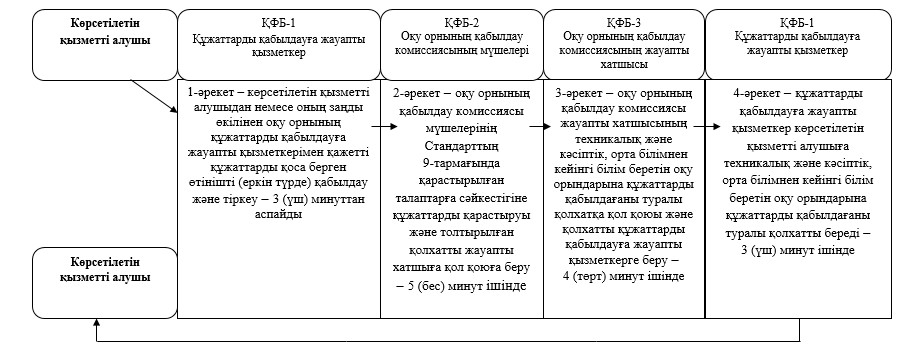 Көрсетілетін
қызметті алушы
ҚФБ-1
Құжаттарды қабылдауға жауапты
қызметкер
ҚФБ-2
Оқу орнының қабылдау
комиссиясының мүшелері
ҚФБ-3
Оқу орнының қабылдау
комиссиясының жауапты
хатшысы
ҚФБ-1
Құжаттарды қабылдауға
жауапты қызметкер
1-әрекет – көрсетілетін қызметті
алушыдан немесе оның заңды
өкілінен оқу орнының
құжаттарды қабылдауға
жауапты қызметкерімен қажетті
құжаттарды қоса берген
өтінішті (еркін түрде) қабылдау
және тіркеу – 3 (үш) минуттан
аспайды
2-әрекет – оқу орнының
қабылдау комиссиясы
мүшелерінің
Стандарттың
9-тармағында
қарастырылған
талаптарға сәйкестігіне
құжаттарды қарастыруы
және толтырылған
қолхатты жауапты
хатшыға қол қоюға беру
– 5 (бес) минут ішінде
3-әрекет – оқу орнының
қабылдау комиссиясы
жауапты хатшысының
техникалық және
кәсіптік, орта білімнен
кейінгі білім беретін оқу
орындарына құжаттарды
қабылдағаны туралы
қолхатқа қол қоюы және
қолхатты құжаттарды
қабылдауға жауапты
қызметкерге беру –
4 (төрт) минут ішінде
4-әрекет – құжаттарды
қабылдауға жауапты
қызметкер көрсетілетін
қызметті алушыға
техникалық және кәсіптік,
орта білімнен кейінгі білім
беретін оқу орындарына
құжаттарды қабылдағаны
туралы қолхатты береді –
3 (үш) минут ішінде
Көрсетілетін
қызметті алушы